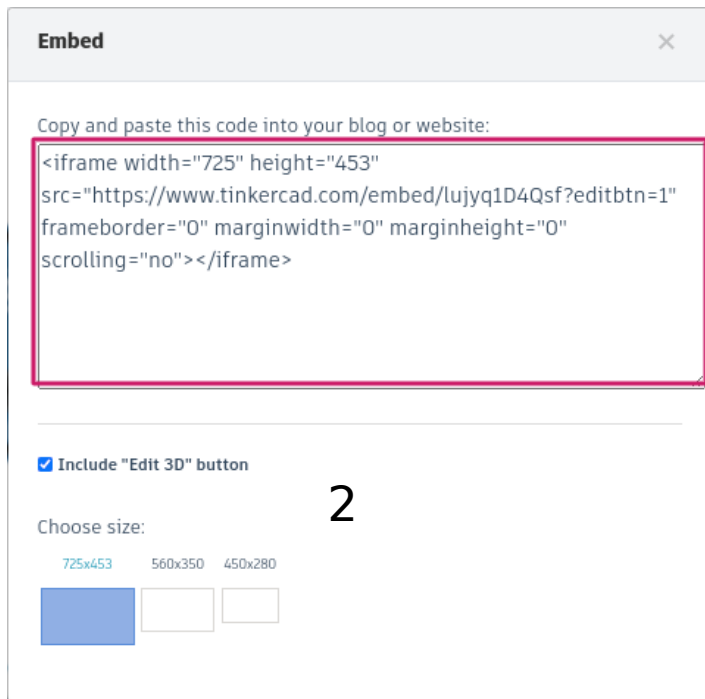 Embed
Copy and paste this code into your blog or website:
<iframe width="725" height="453"
src="https://www.tinkercad.com/embed/lujyq1D4Qsf?editbtn=1"
frameborder="0" marginwidth="0" marginheight="0"
scrolling="no"></iframe>
Include "Edit 3D" button
2
Choose size:
725x453 560x350 450x280